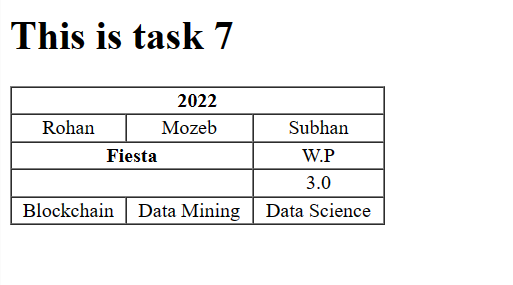 This is task 7
2022
Rohan Mozeb Subhan
Fiesta W.P
3.0
Blockchain Data Mining Data Science